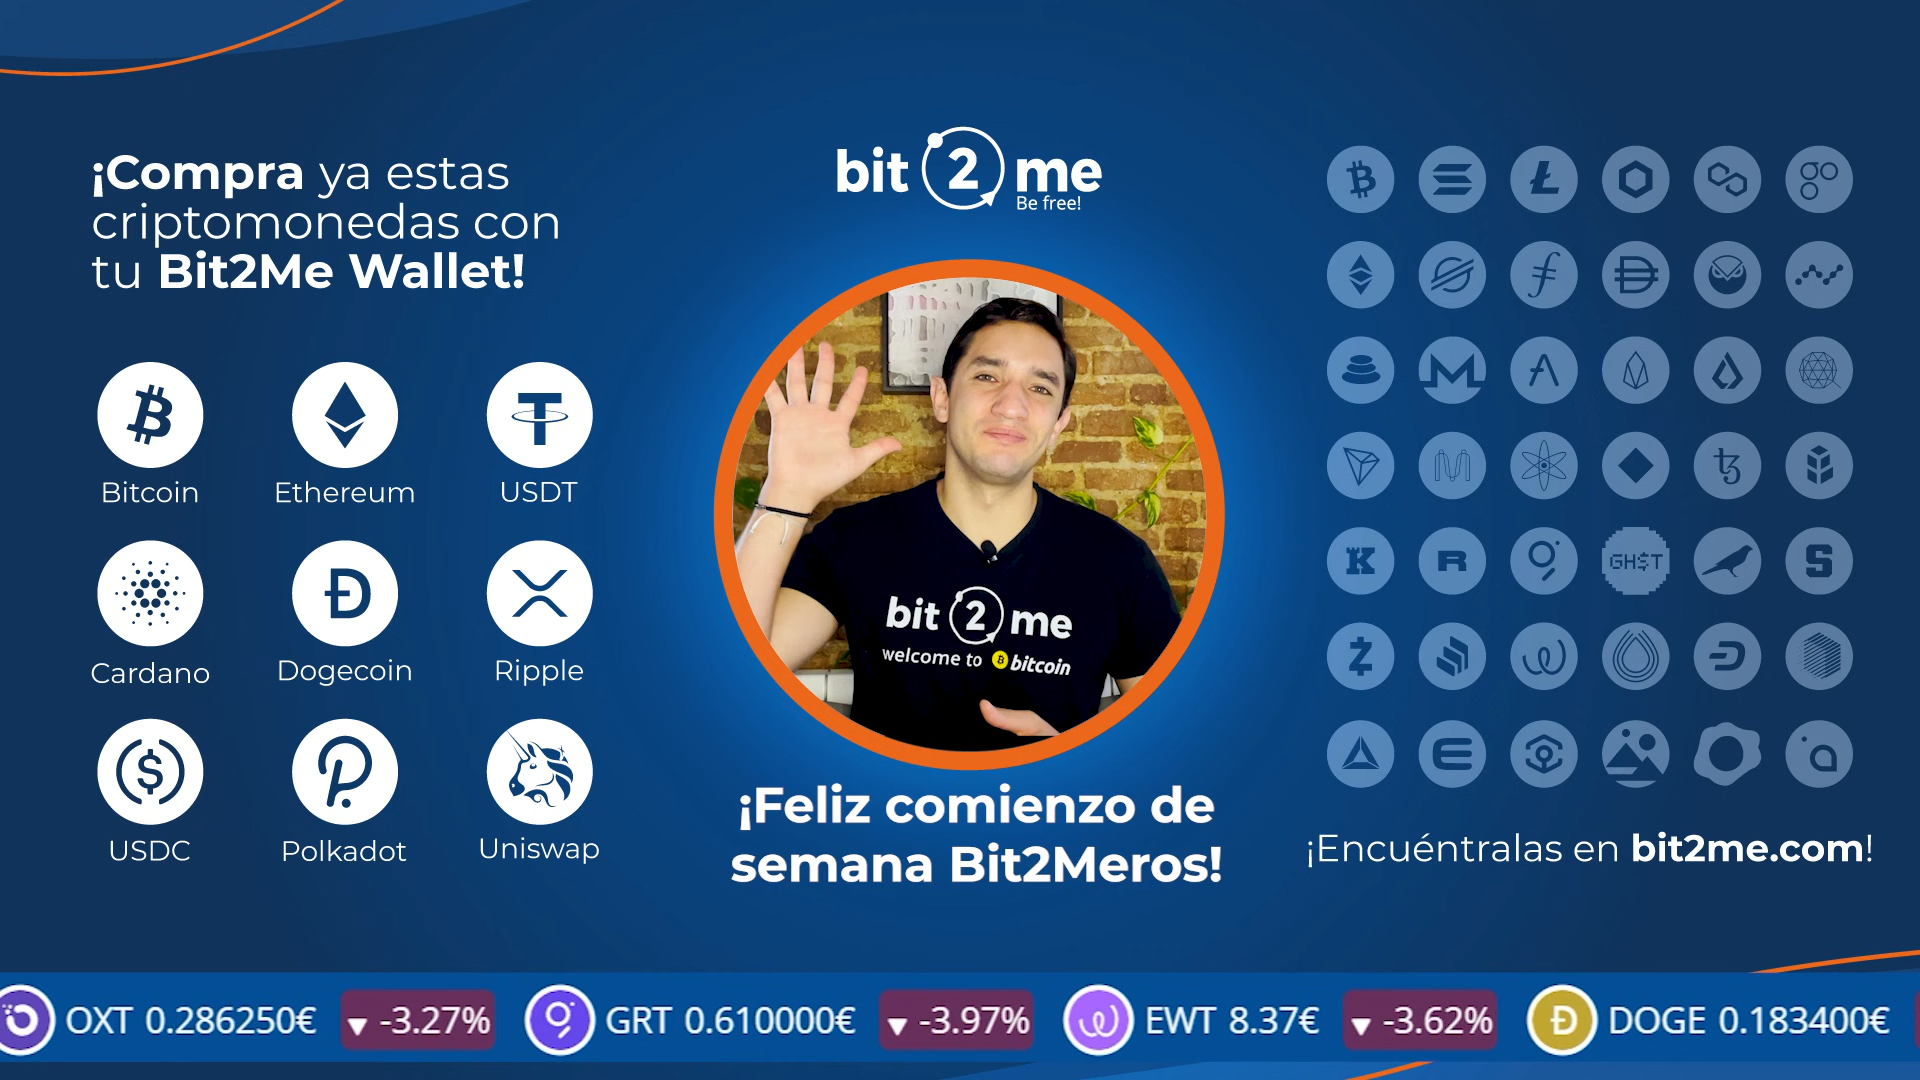 ¡Compra ya estas
criptomonedas con
tu Bit2Me Wallet!
Bitcoin
Ethereum
USDT
Cardano
Dogecoin
Ripple
USDC
Polkadot
Uniswap
bit 2 me
Be free!
bit 2 me
welcome to bitcoin
¡Feliz comienzo de
semana Bit2Meros!
GH$T
¡Encuéntralas en bit2me.com!
OXT 0.286250€ ▼ -3.27% GRT 0.610000€ ▼ -3.97% EWT 8.37€ ▼ -3.62% DOGE 0.183400€